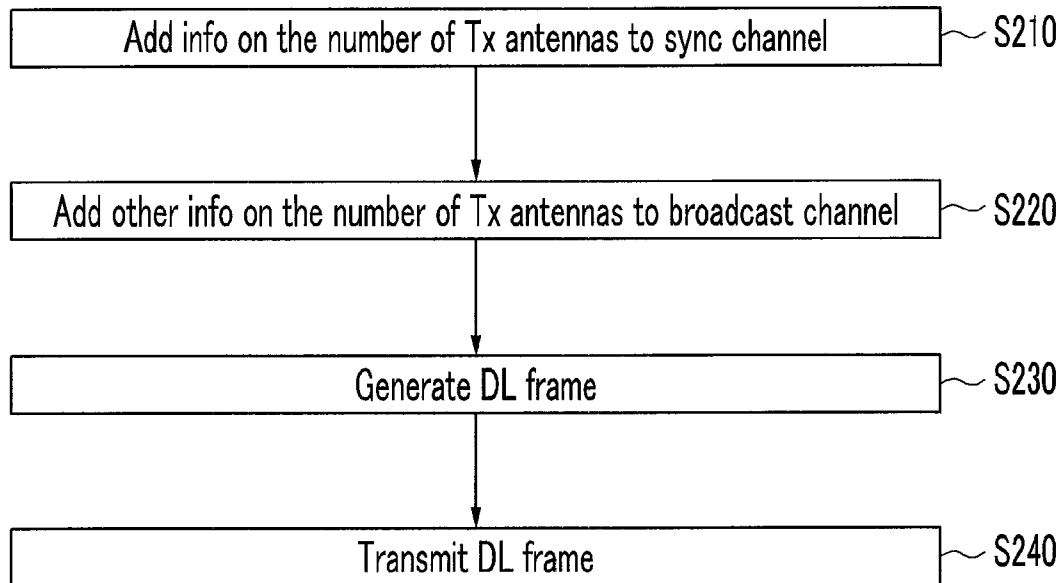 Add info on the number of Tx antennas to sync channel S210
Add other info on the number of Tx antennas to broadcast channel S220
Generate DL frame S230
Transmit DL frame S240